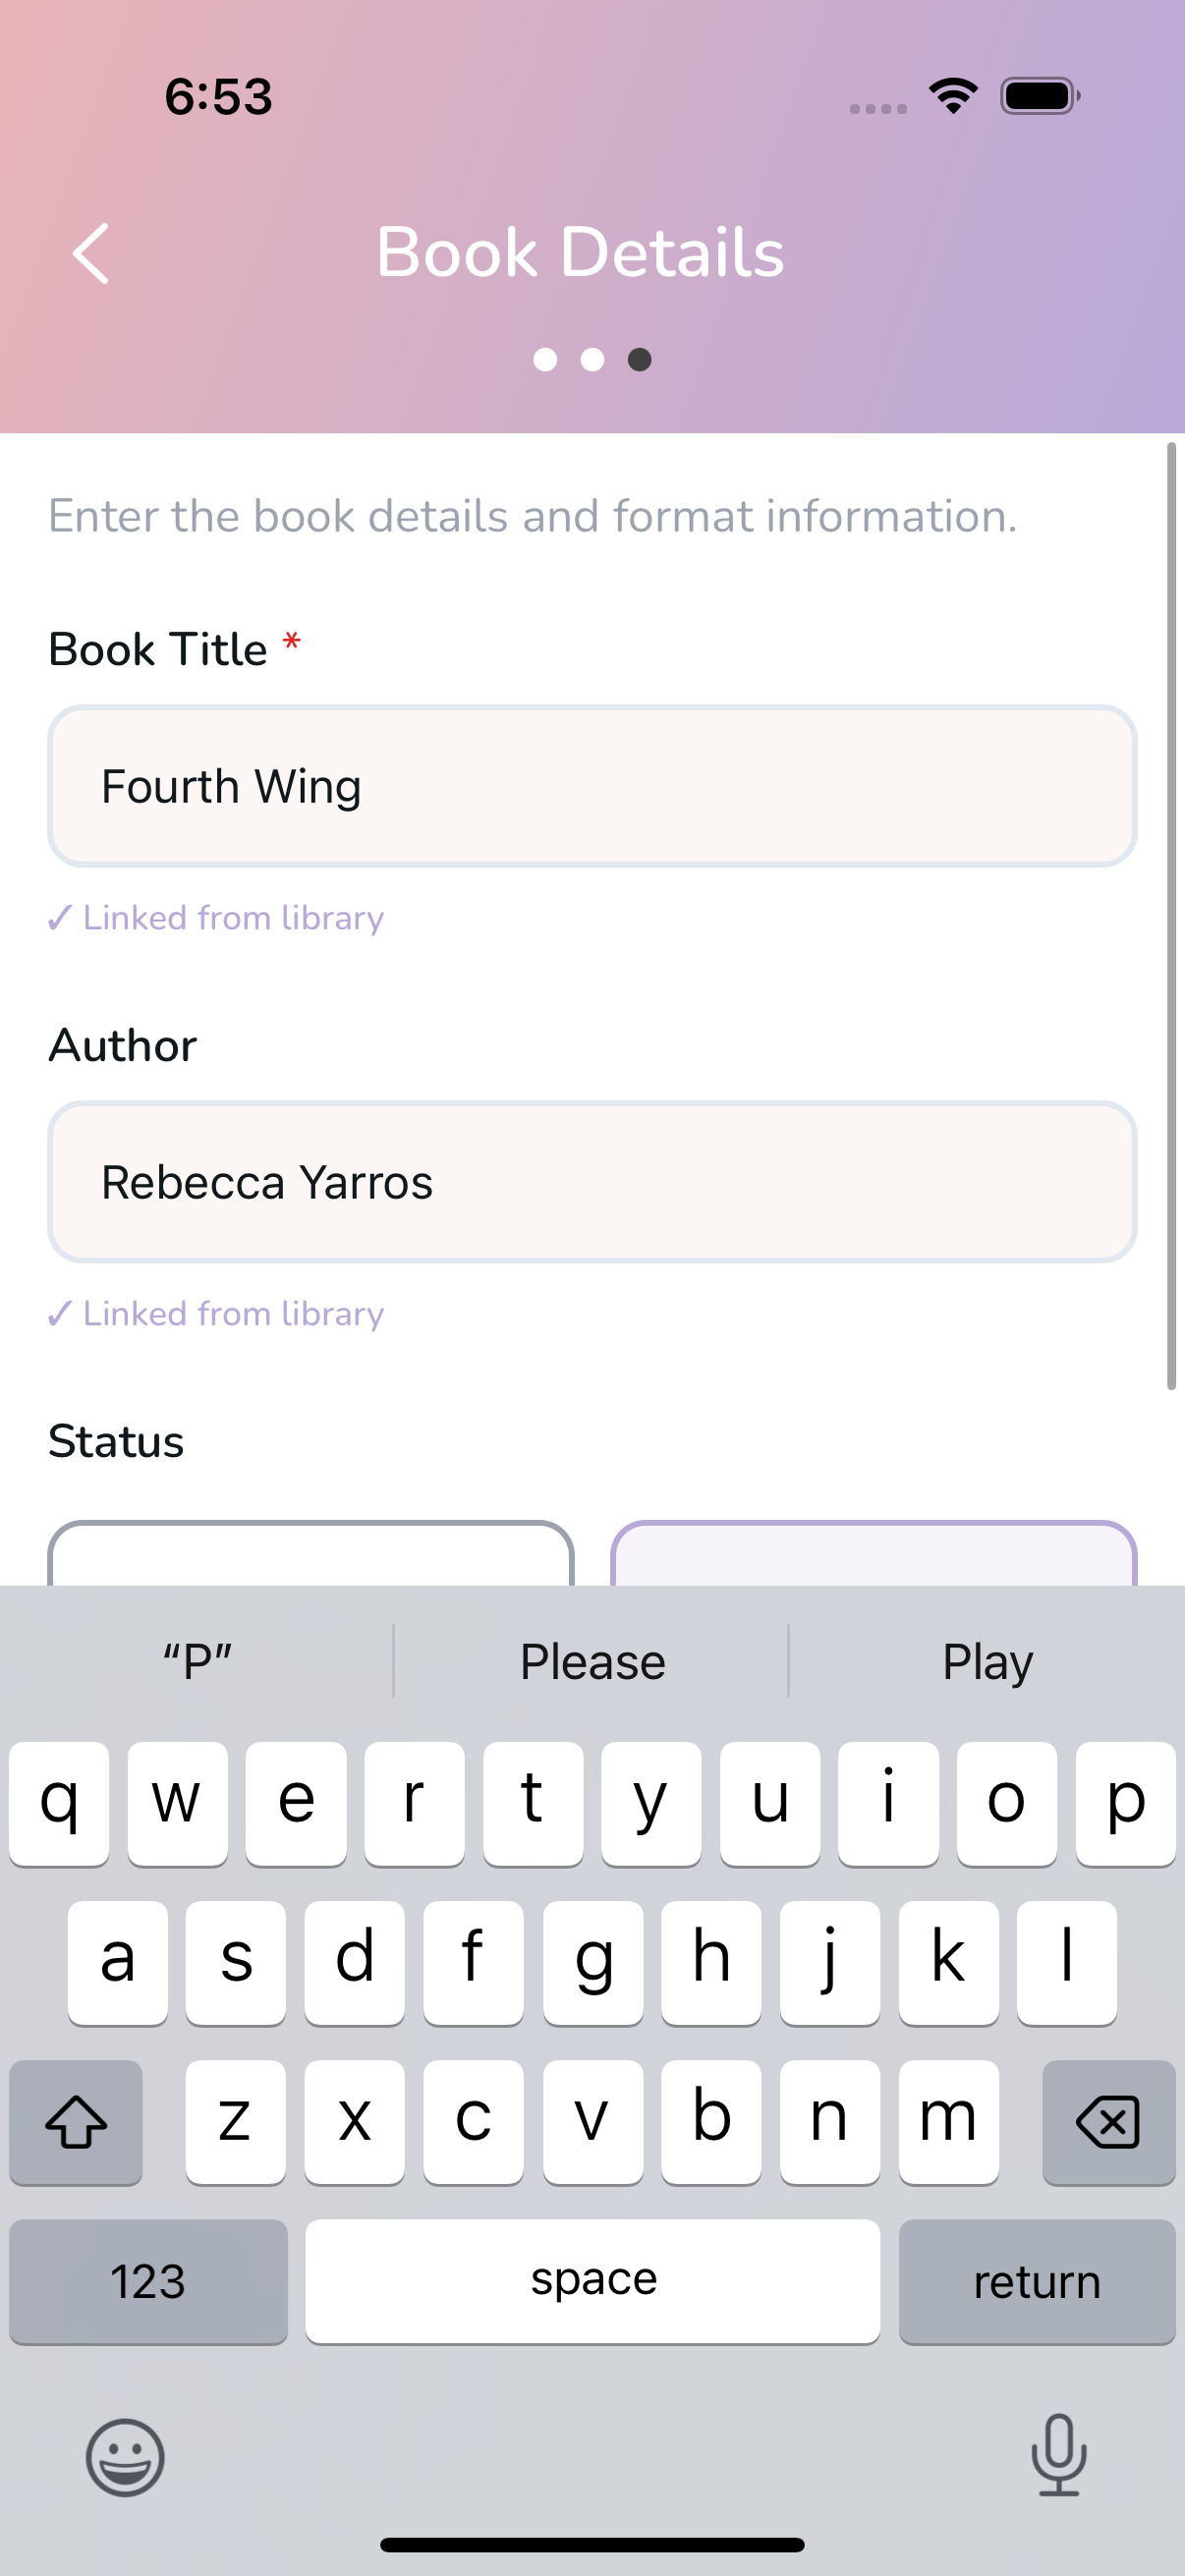 6:53
Book Details
Enter the book details and format information.
Book Title *
Fourth Wing
✓ Linked from library
Author
Rebecca Yarros
✓ Linked from library
Status
“P” Please Play
q w e r t y u i o p
a s d f g h j k l
z x c v b n m
123 space return